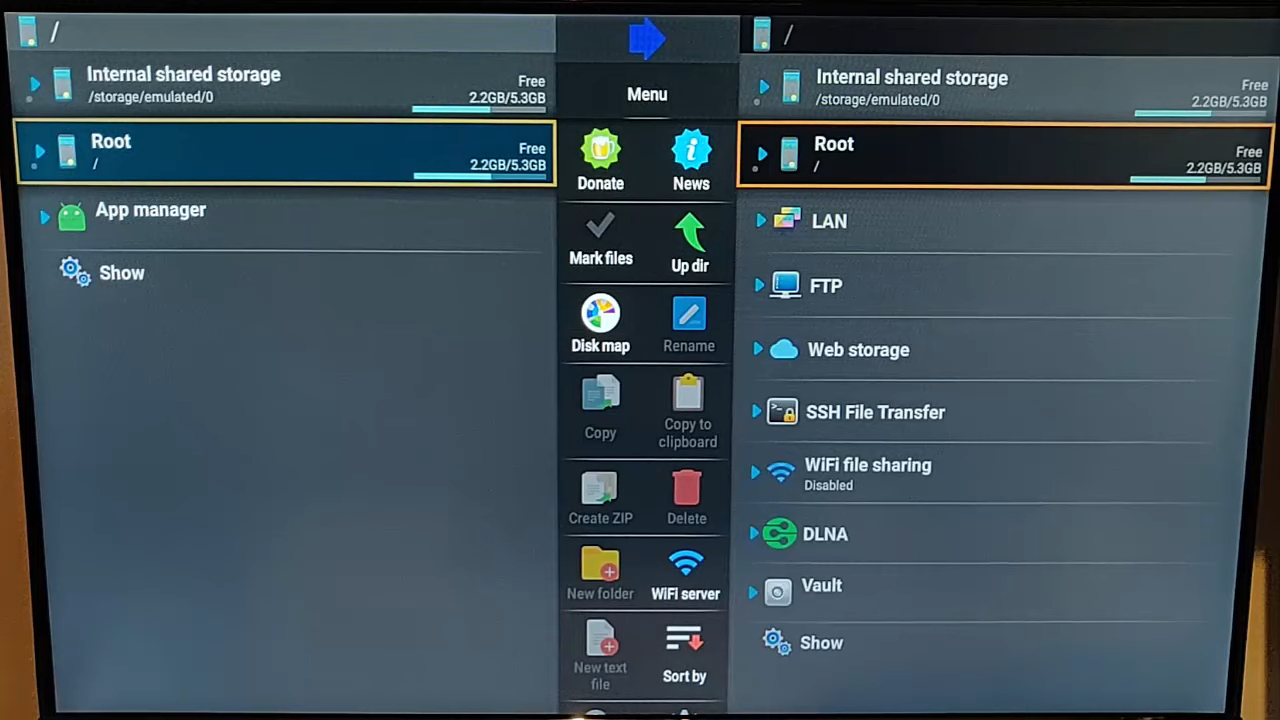 /
Internal shared storage
/storage/emulated/0
Free
2.2GB/5.3GB
Root
/
Free
2.2GB/5.3GB
App manager
Show
Menu
Donate
News
Mark files
Up dir
Disk map
Rename
Copy
Copy to
clipboard
Create ZIP
Delete
New folder
WiFi server
New text
file
Sort by
/
Internal shared storage
/storage/emulated/0
Free
2.2GB/5.3GB
Root
/
Free
2.2GB/5.3GB
LAN
FTP
Web storage
SSH File Transfer
WiFi file sharing
Disabled
DLNA
Vault
Show